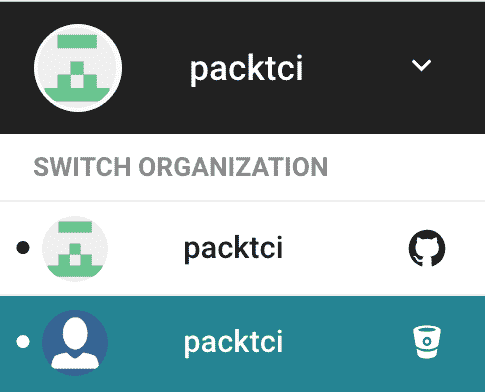 packtci
SWITCH ORGANIZATION
packtci
packtci